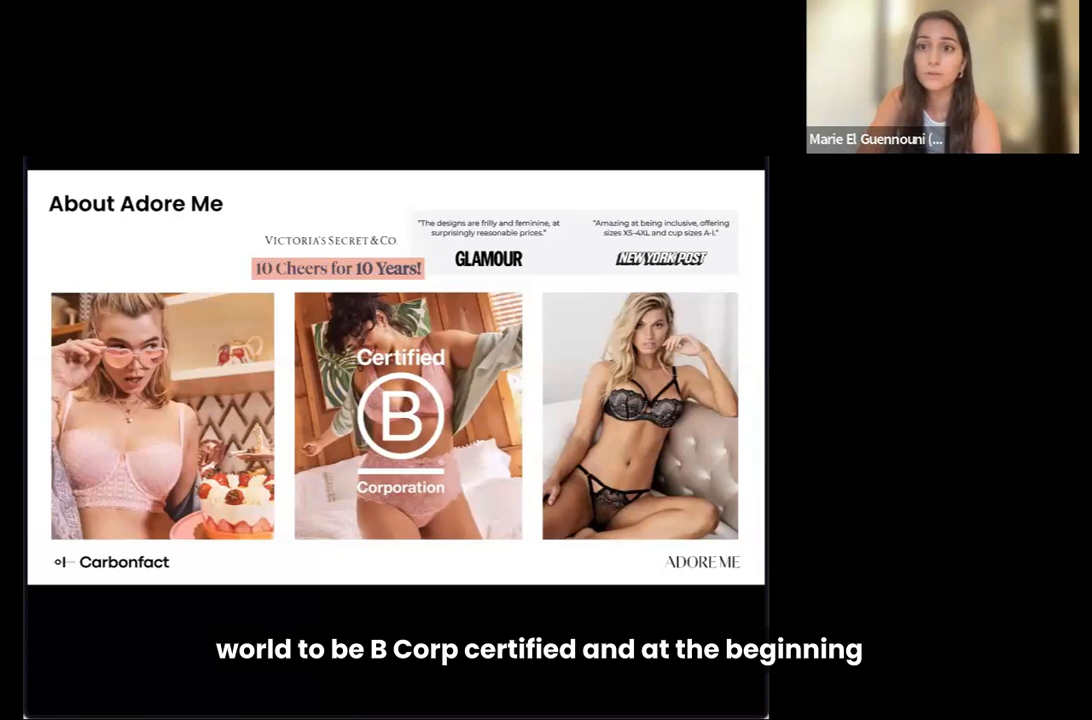 Marie El Guennouni (...
About Adore Me
VICTORIA'S SECRET & CO.
10 Cheers for 10 Years!
"The designs are frilly and feminine, at
surprisingly reasonable prices."
GLAMOUR
"Amazing at being inclusive, offering
sizes XS-4XL and cup sizes A-I."
NEW YORK POST
Certified
B
Corporation
Carbonfact
ADORE ME
world to be B Corp certified and at the beginning